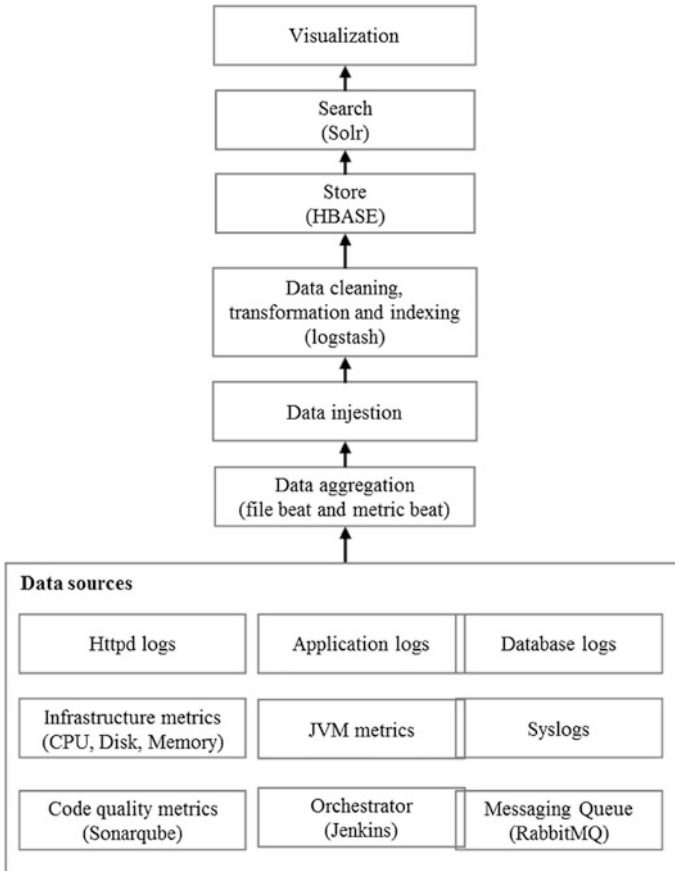 Visualization
Search
(Solr)
Store
(HBASE)
Data cleaning,
transformation and indexing
(logstash)
Data injestion
Data aggregation
(file beat and metric beat)
Data sources
Httpd logs
Application logs
Database logs
Infrastructure metrics
(CPU, Disk, Memory)
JVM metrics
Syslogs
Code quality metrics
(Sonarqube)
Orchestrator
(Jenkins)
Messaging Queue
(RabbitMQ)